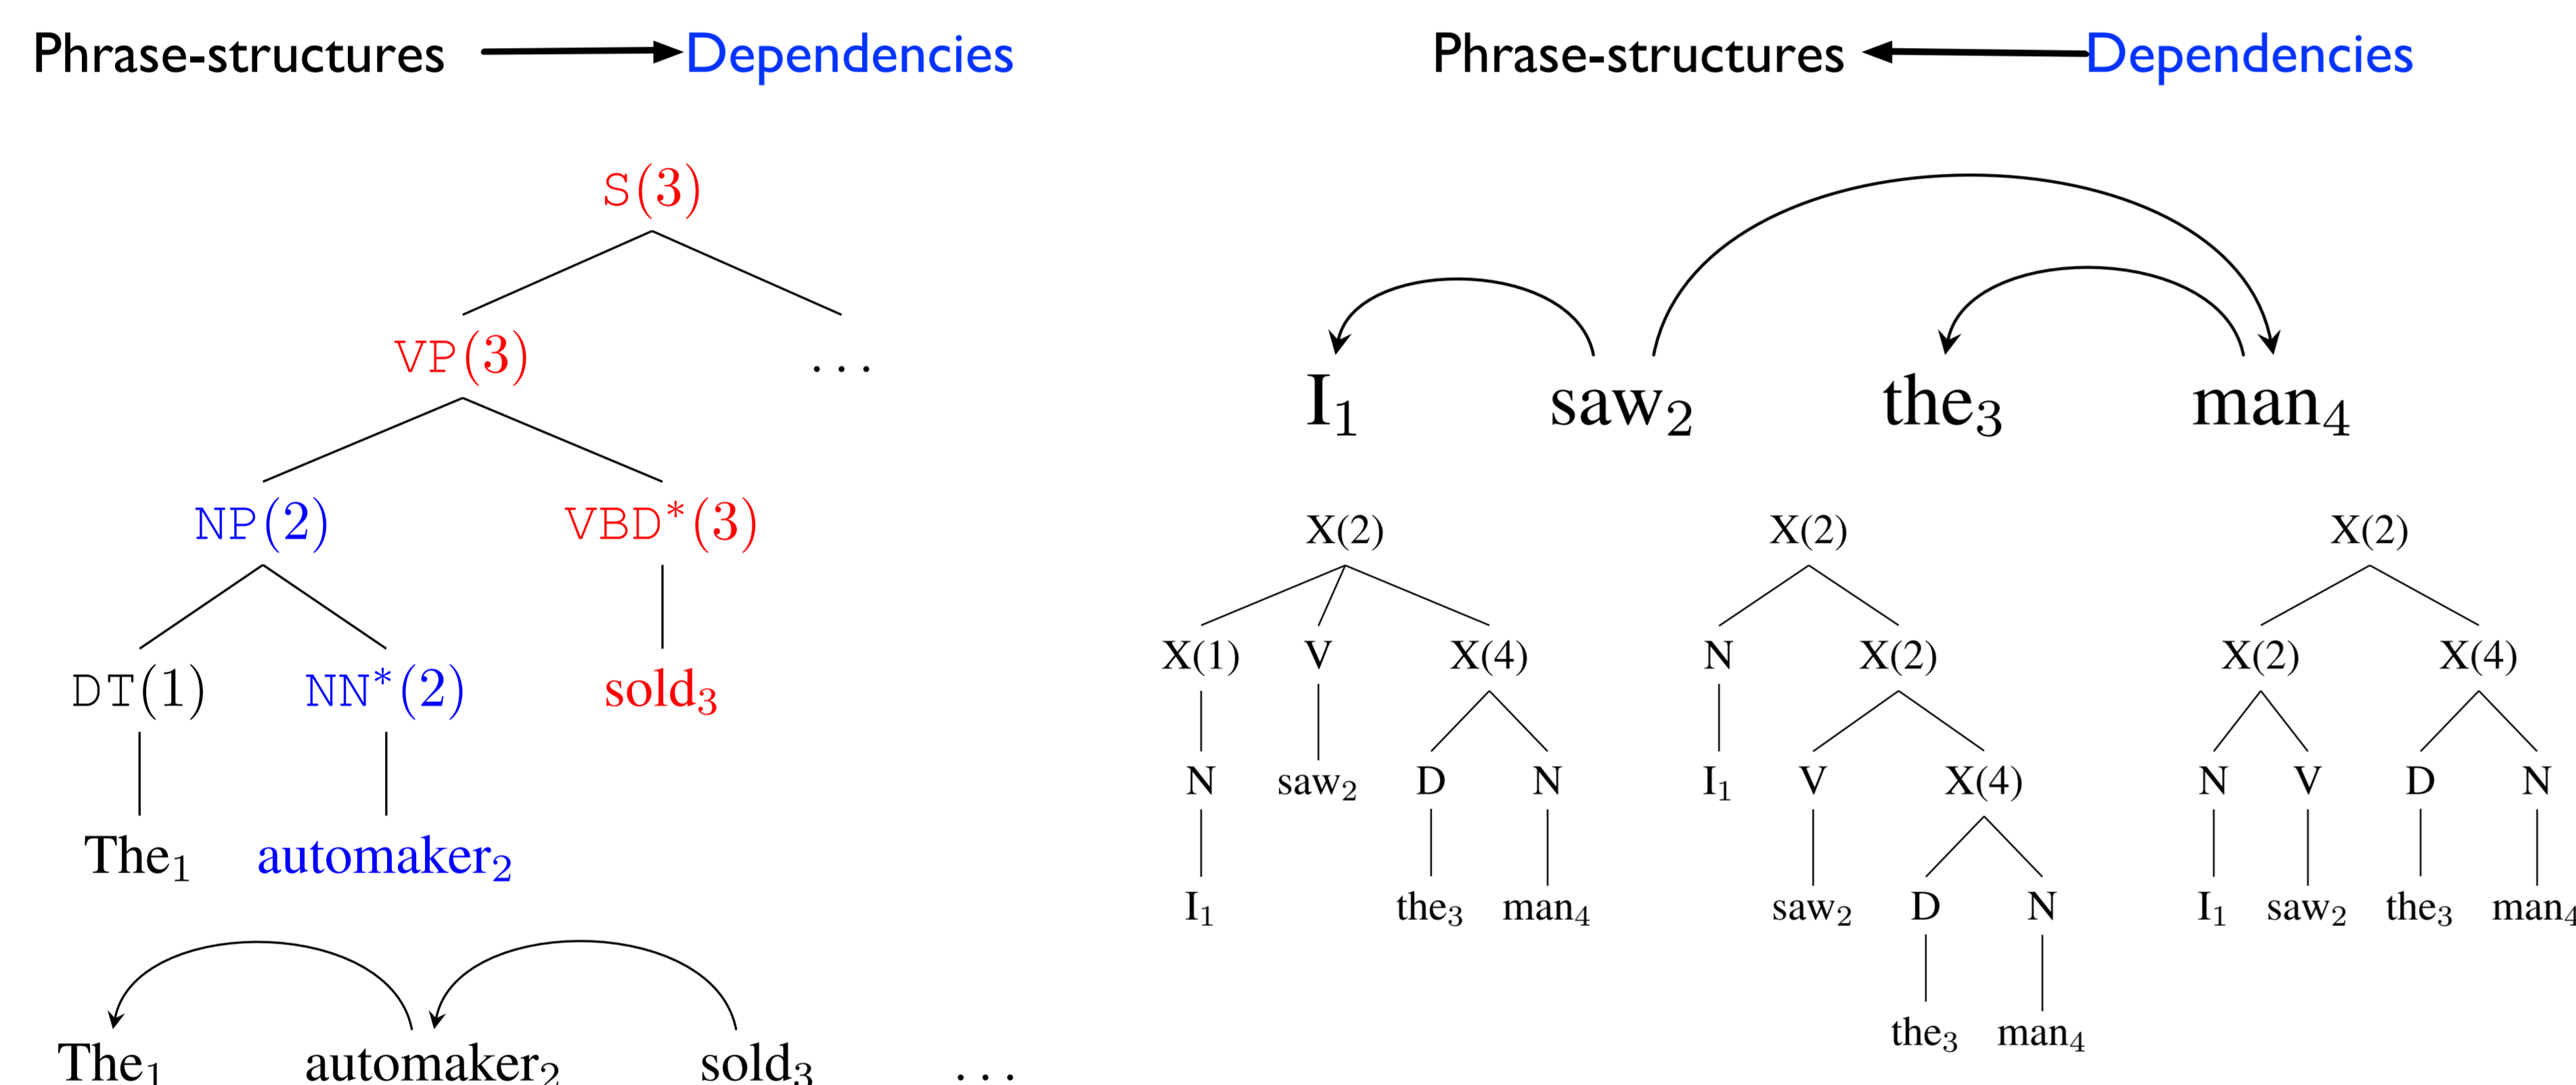 Phrase-structures Dependencies
S(3)
VP(3) ...
NP(2) VBD*(3)
DT(1) NN*(2) sold₃
The₁ automaker₂
The₁ automaker₂ sold₃ ...
Phrase-structures Dependencies
I₁ saw₂ the₃ man₄
X(2)
X(1) V X(4)
N saw₂ D N
I₁ the₃ man₄
X(2)
N X(2)
I₁ V X(4)
saw₂ D N
the₃ man₄
X(2)
X(2) X(4)
N V D N
I₁ saw₂ the₃ man₄